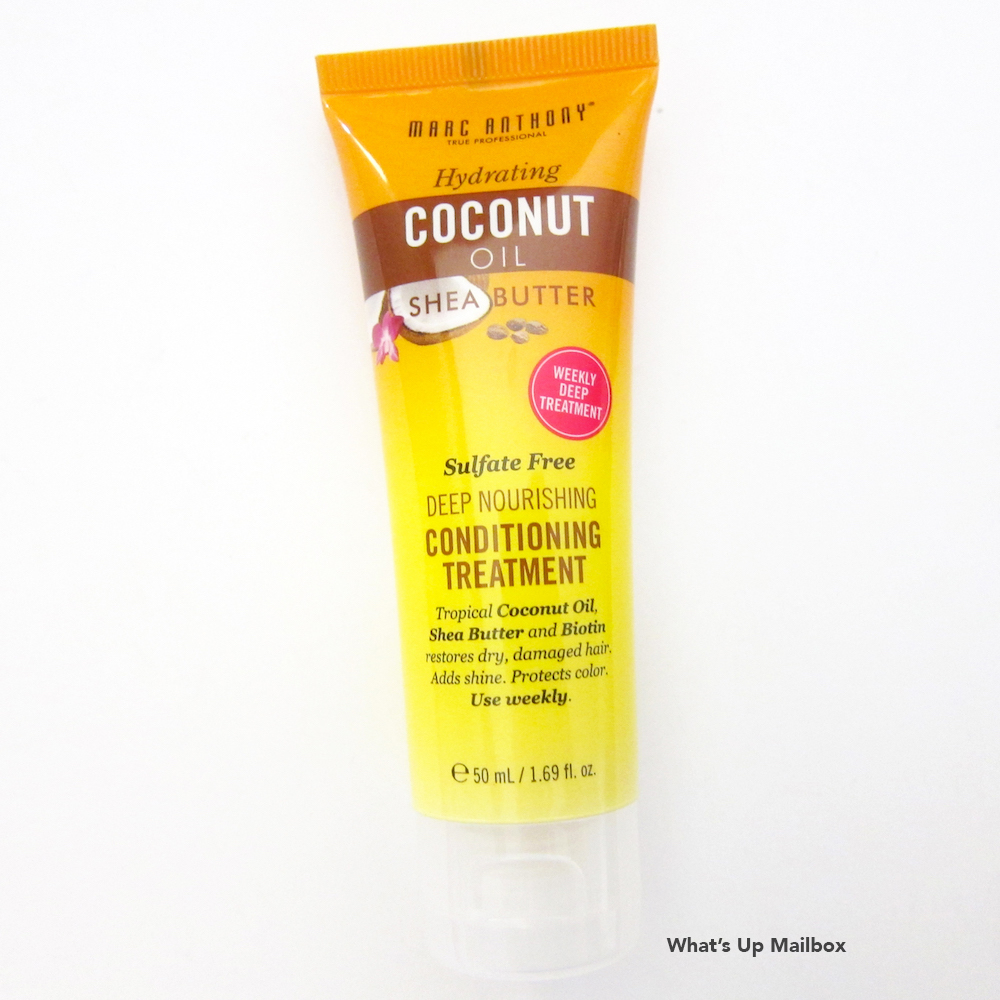 MARC ANTHONY
TRUE PROFESSIONAL
Hydrating
COCONUT
OIL
SHEA BUTTER
WEEKLY
DEEP
TREATMENT
Sulfate Free
DEEP NOURISHING
CONDITIONING
TREATMENT
Tropical Coconut Oil,
Shea Butter and Biotin
restores dry, damaged hair.
Adds shine. Protects color.
Use weekly.
℮ 50 mL / 1.69 fl. oz.
What's Up Mailbox